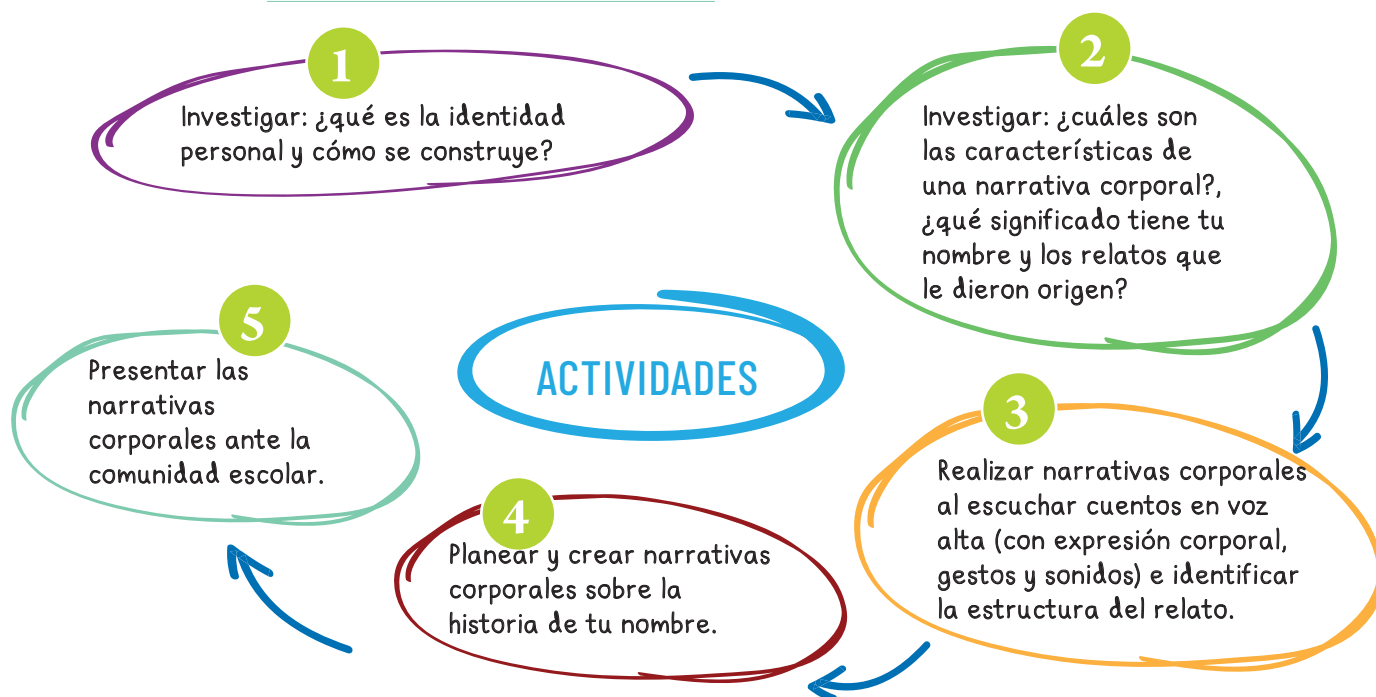 1
Investigar: ¿qué es la identidad
personal y cómo se construye?
2
Investigar: ¿cuáles son
las características de
una narrativa corporal?,
¿qué significado tiene tu
nombre y los relatos que
le dieron origen?
3
Realizar narrativas corporales
al escuchar cuentos en voz
alta (con expresión corporal,
gestos y sonidos) e identificar
la estructura del relato.
4
Planear y crear narrativas
corporales sobre la
historia de tu nombre.
5
Presentar las
narrativas
corporales ante la
comunidad escolar.
ACTIVIDADES